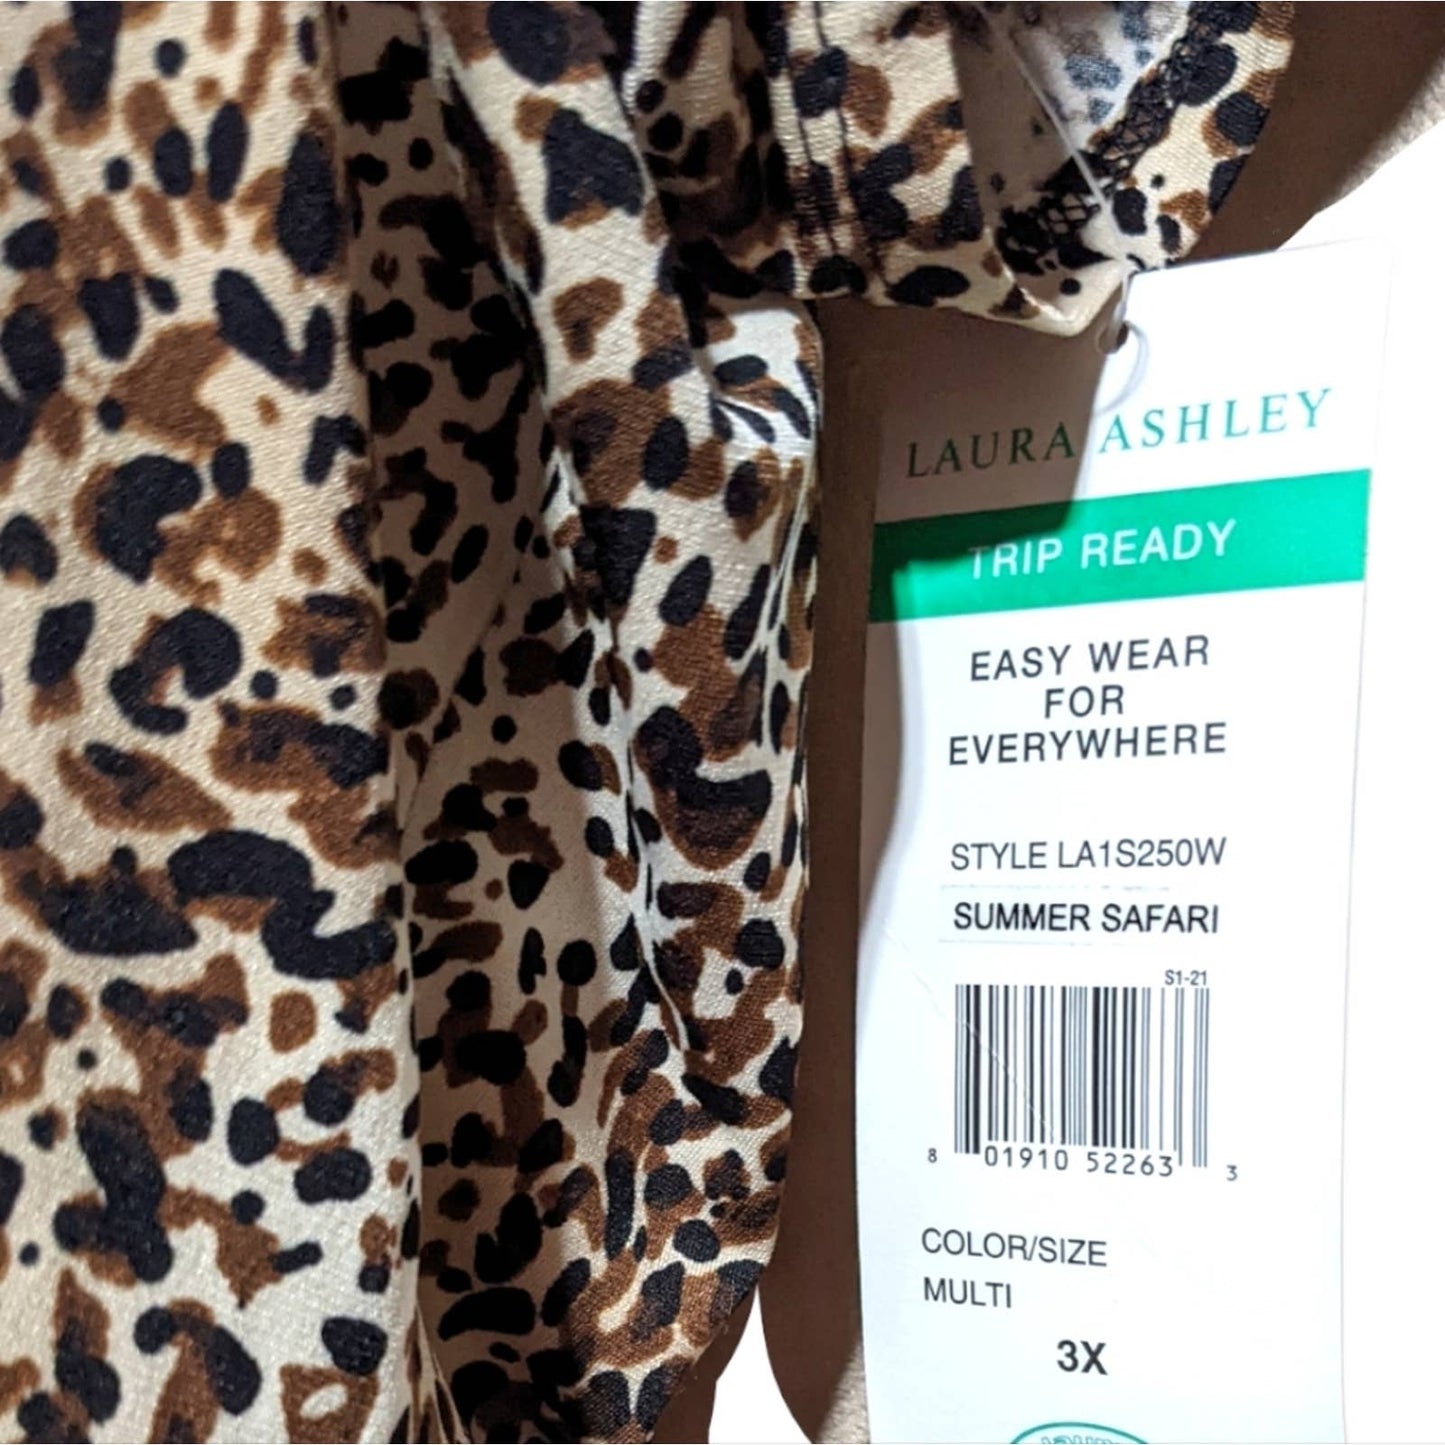 LAURA ASHLEY
TRIP READY
EASY WEAR
FOR
EVERYWHERE
STYLE LA1S250W
SUMMER SAFARI
S1-21
8 01910 52263 3
COLOR/SIZE
MULTI
3X